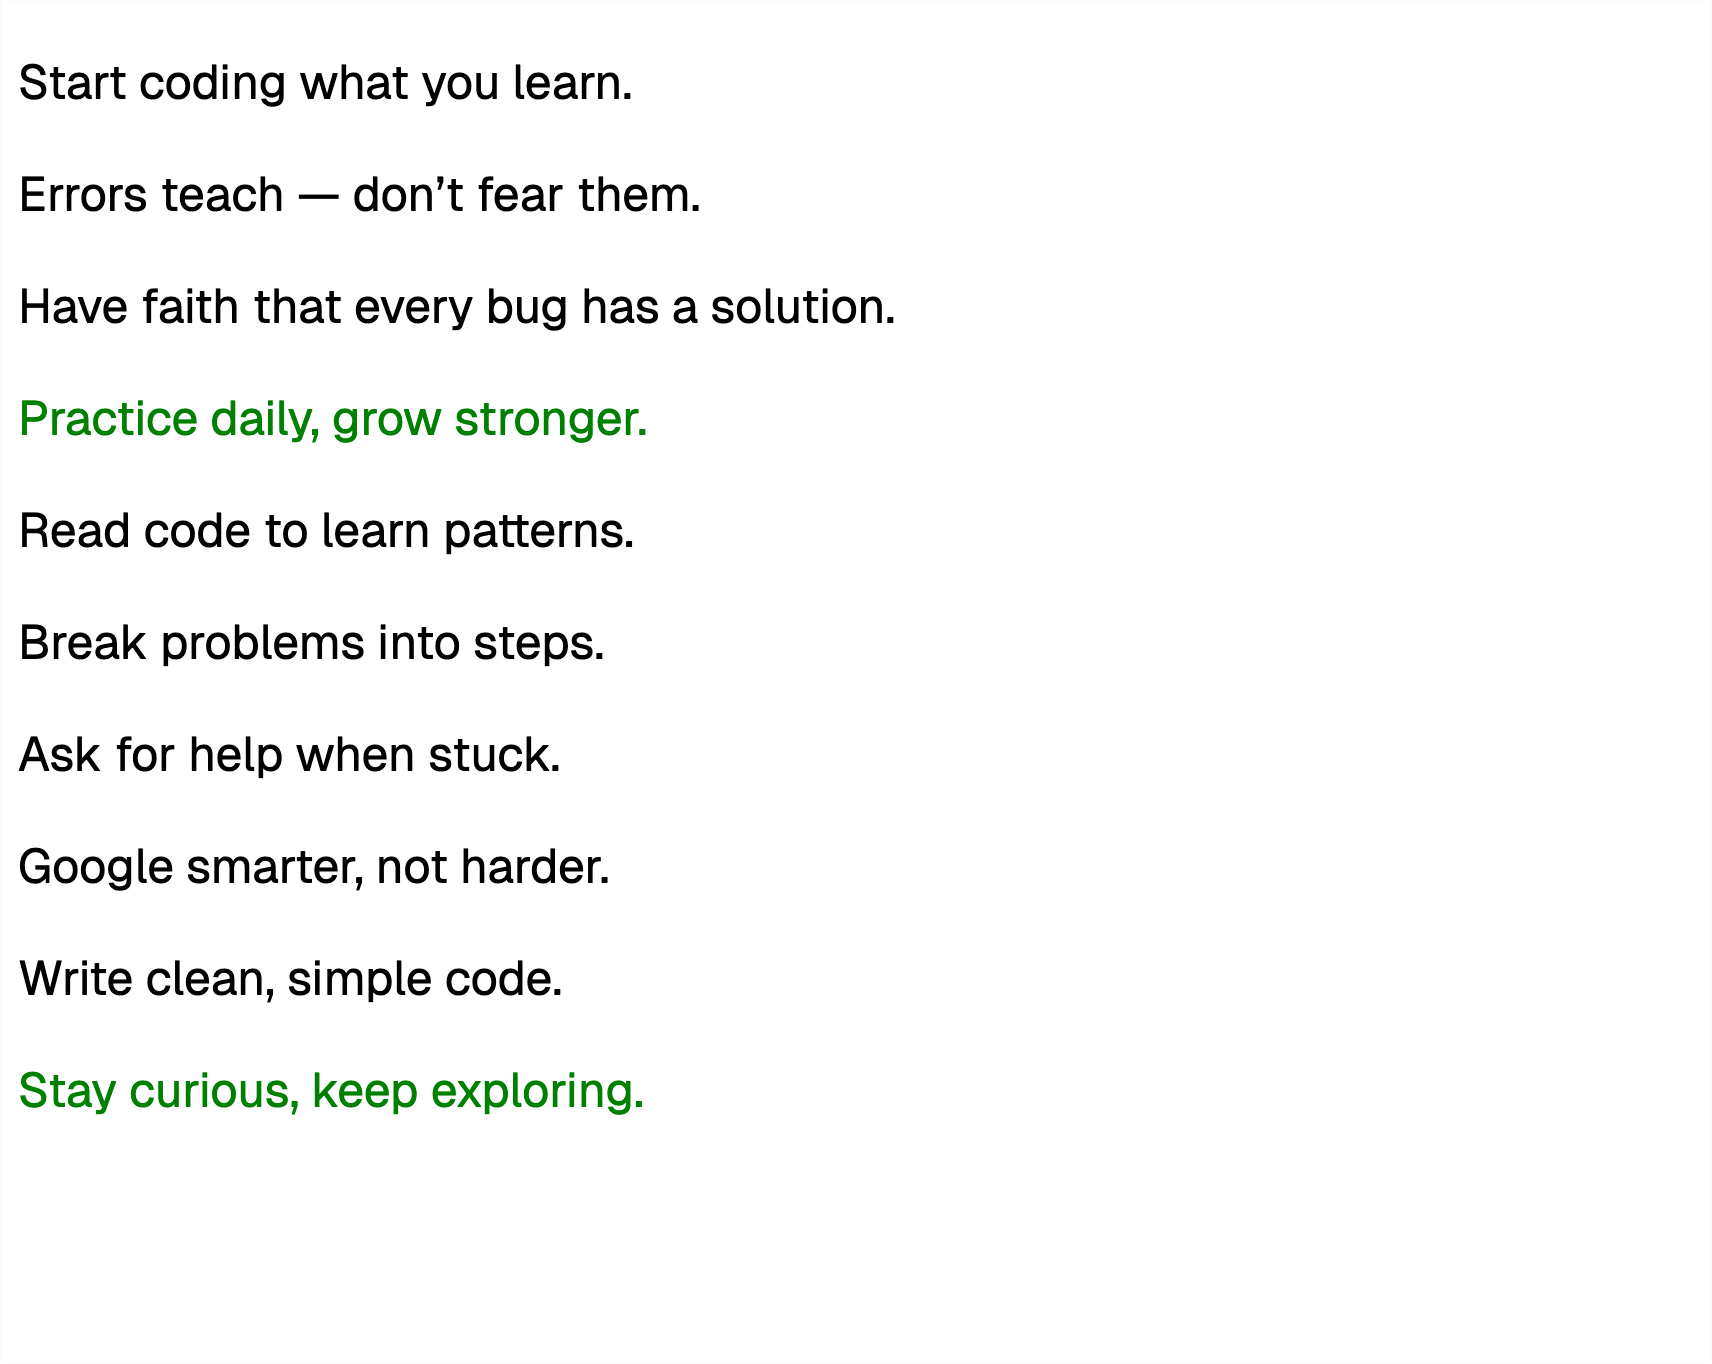 Start coding what you learn.
Errors teach — don’t fear them.
Have faith that every bug has a solution.
Practice daily, grow stronger.
Read code to learn patterns.
Break problems into steps.
Ask for help when stuck.
Google smarter, not harder.
Write clean, simple code.
Stay curious, keep exploring.